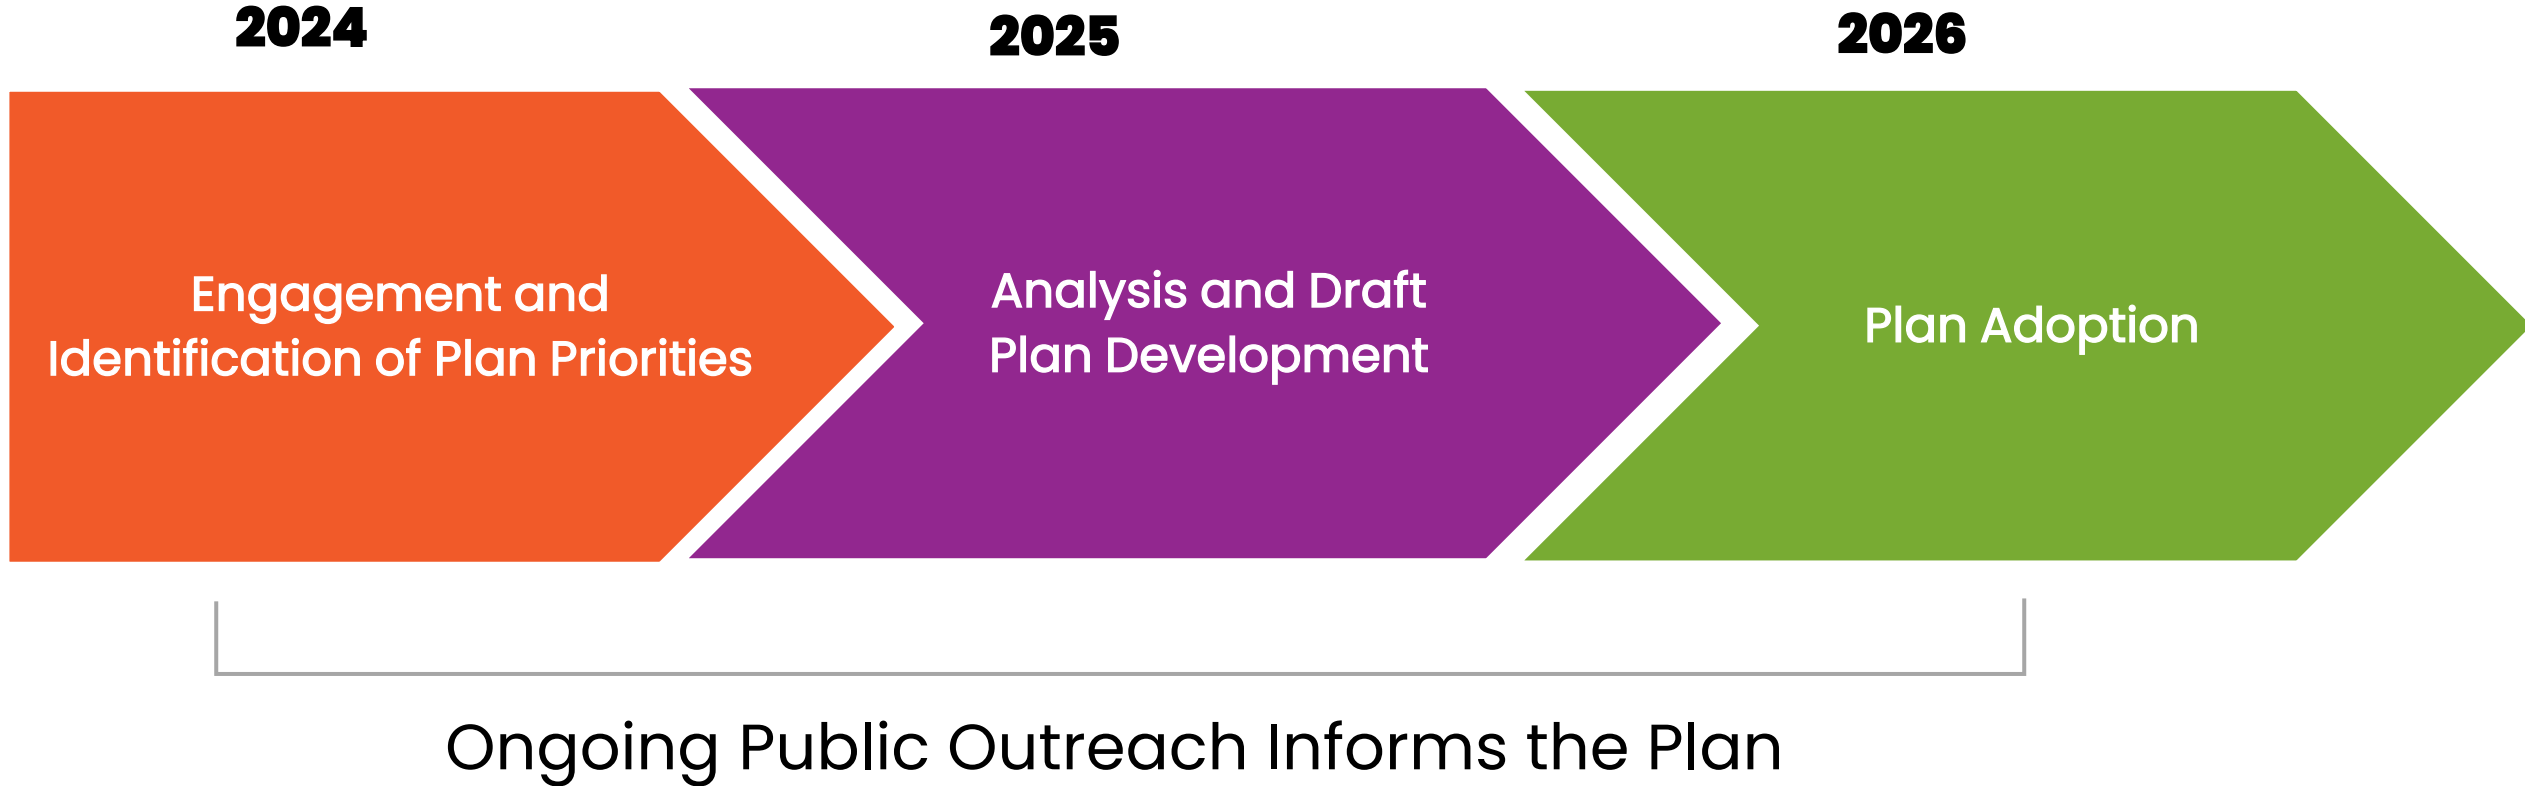 2024
2025
2026
Engagement and
Identification of Plan Priorities
Analysis and Draft
Plan Development
Plan Adoption
Ongoing Public Outreach Informs the Plan